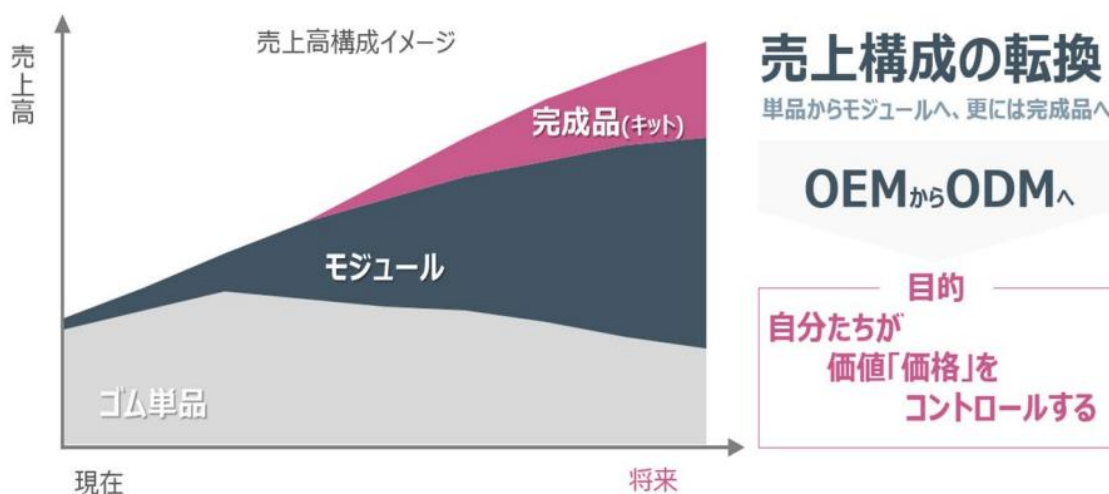 売上高構成イメージ
売上高
完成品(キット)
モジュール
ゴム単品
現在
将来
売上構成の転換
単品からモジュールへ、更には完成品へ
OEMからODMへ
目的
自分たちが
価値「価格」を
コントロールする